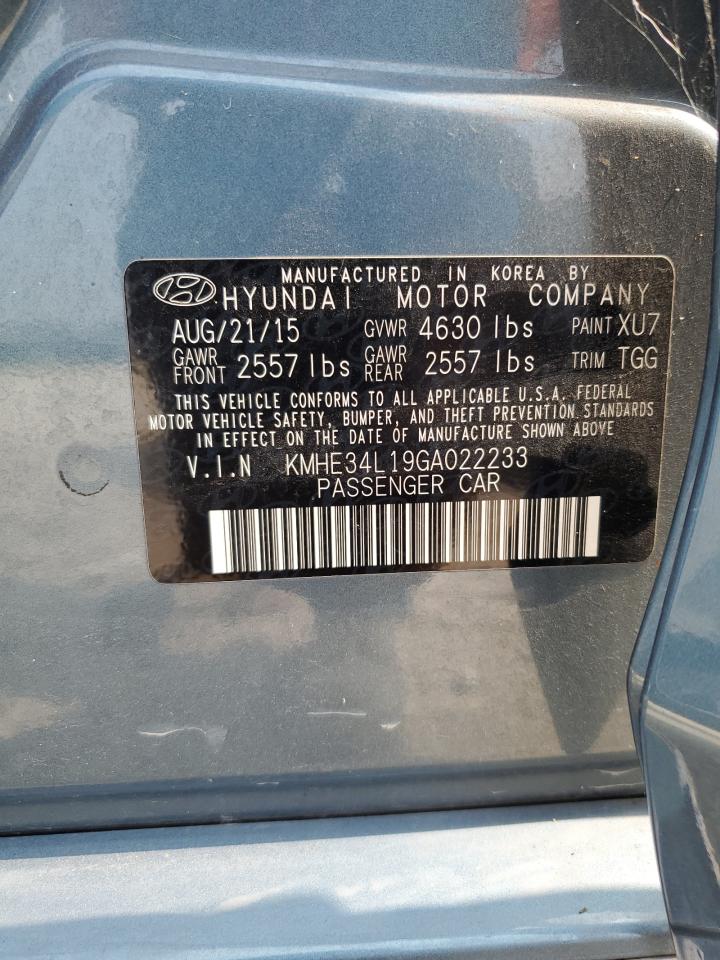 MANUFACTURED IN KOREA BY
HYUNDAI MOTOR COMPANY
AUG/21/15 GVWR 4630 lbs PAINT XU7
GAWR FRONT 2557 lbs GAWR REAR 2557 lbs TRIM TGG
THIS VEHICLE CONFORMS TO ALL APPLICABLE U.S.A. FEDERAL
MOTOR VEHICLE SAFETY, BUMPER, AND THEFT PREVENTION STANDARDS
IN EFFECT ON THE DATE OF MANUFACTURE SHOWN ABOVE
V.I.N KMHE34L19GA022233
PASSENGER CAR